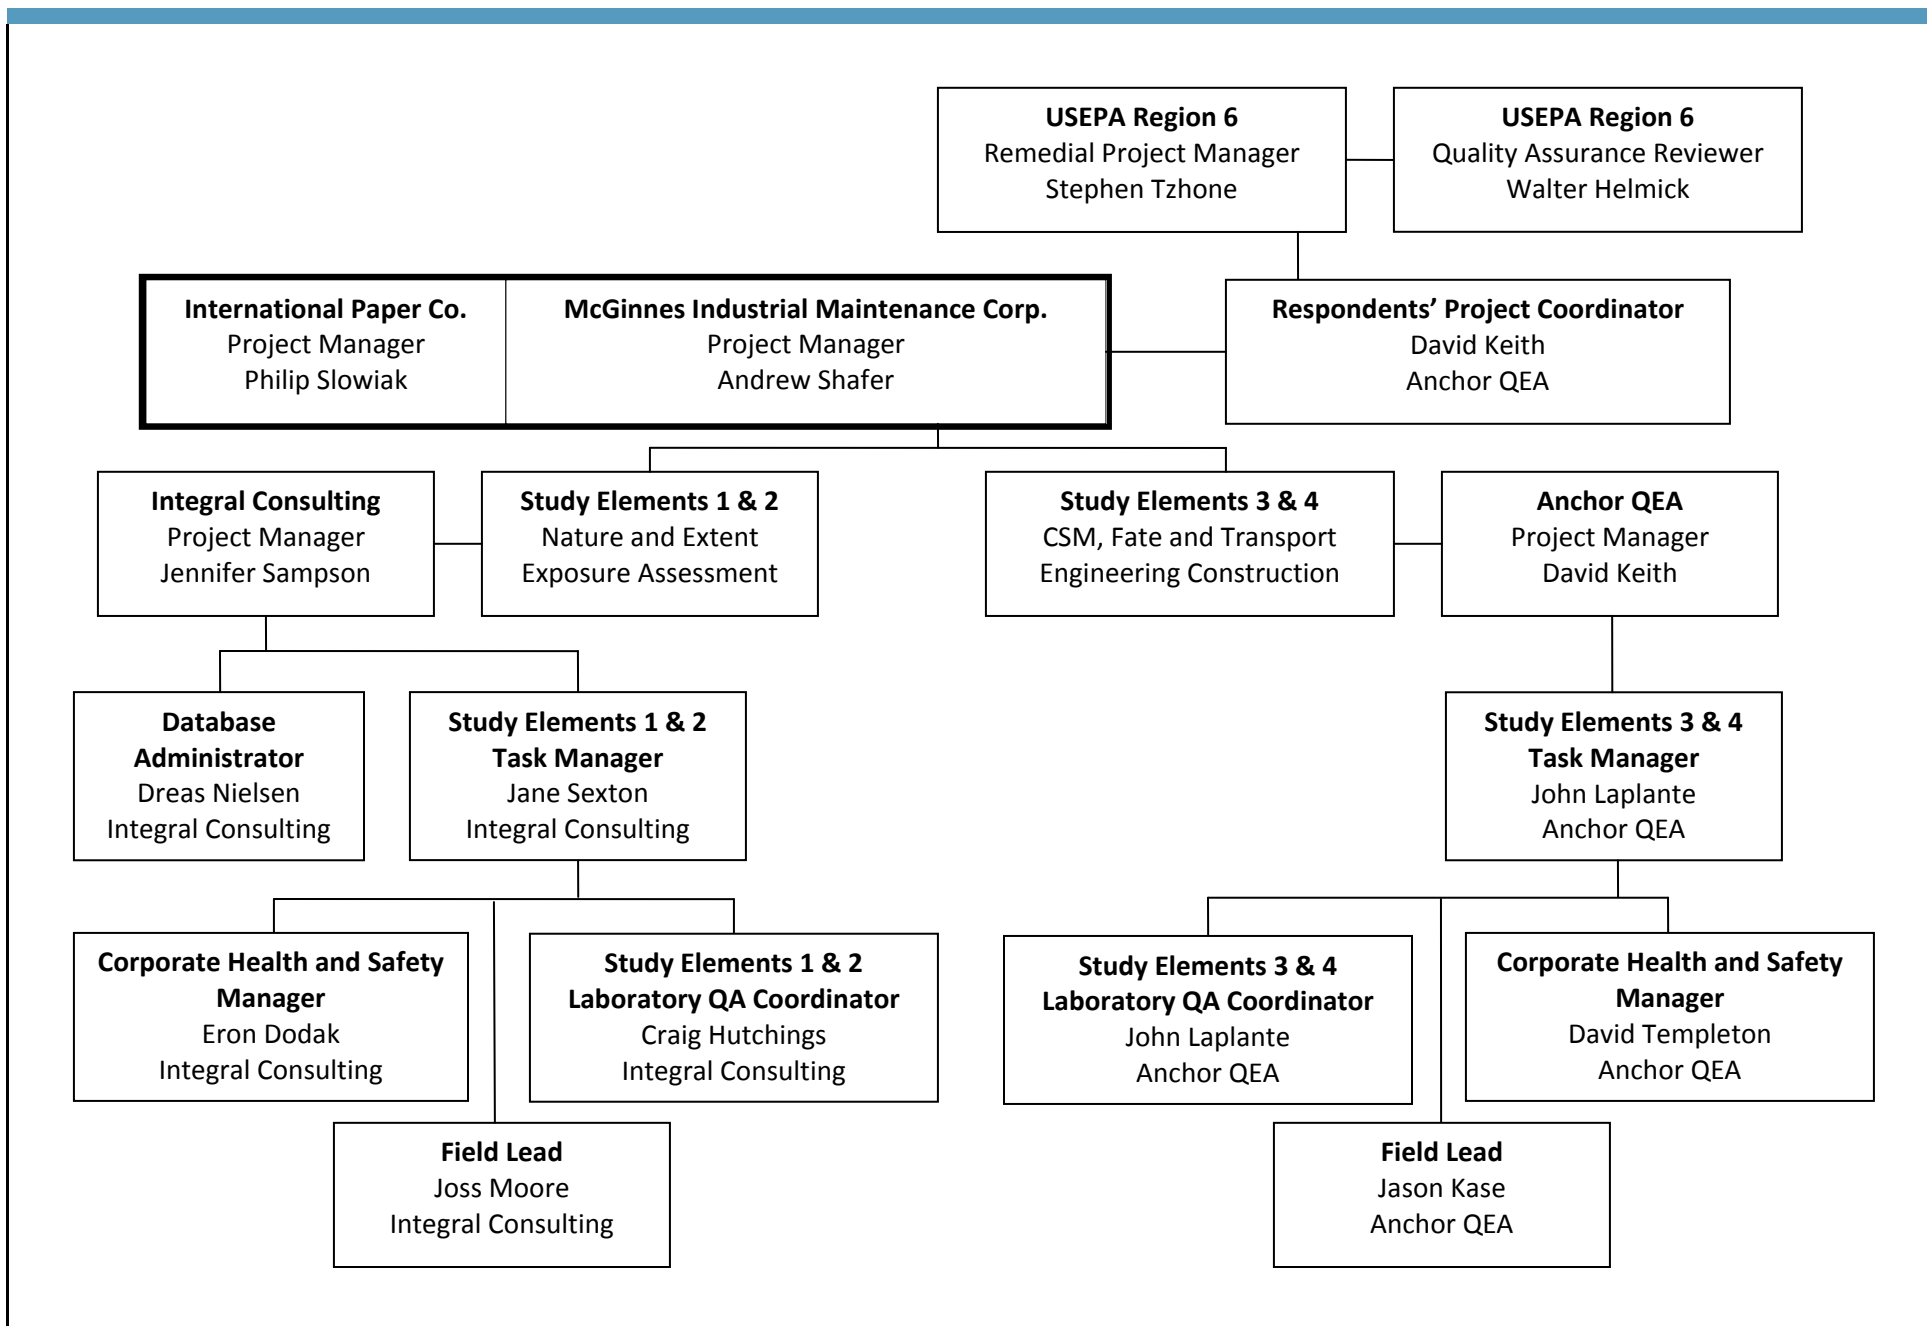 USEPA Region 6
Remedial Project Manager
Stephen Tzhone
USEPA Region 6
Quality Assurance Reviewer
Walter Helmick
International Paper Co.
Project Manager
Philip Slowiak
McGinnes Industrial Maintenance Corp.
Project Manager
Andrew Shafer
Respondents’ Project Coordinator
David Keith
Anchor QEA
Integral Consulting
Project Manager
Jennifer Sampson
Study Elements 1 & 2
Nature and Extent
Exposure Assessment
Study Elements 3 & 4
CSM, Fate and Transport
Engineering Construction
Anchor QEA
Project Manager
David Keith
Database
Administrator
Dreas Nielsen
Integral Consulting
Study Elements 1 & 2
Task Manager
Jane Sexton
Integral Consulting
Study Elements 3 & 4
Task Manager
John Laplante
Anchor QEA
Corporate Health and Safety
Manager
Eron Dodak
Integral Consulting
Study Elements 1 & 2
Laboratory QA Coordinator
Craig Hutchings
Integral Consulting
Study Elements 3 & 4
Laboratory QA Coordinator
John Laplante
Anchor QEA
Corporate Health and Safety
Manager
David Templeton
Anchor QEA
Field Lead
Joss Moore
Integral Consulting
Field Lead
Jason Kase
Anchor QEA